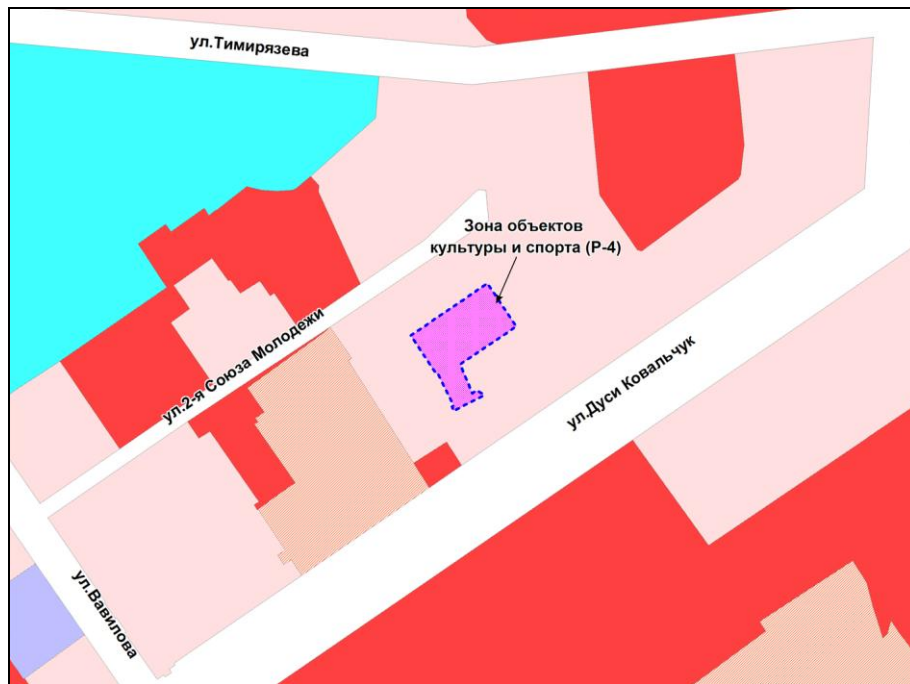 ул.Тимирязева
Зона объектов
культуры и спорта (Р-4)
ул.2-я Союза Молодежи
ул.Дуси Ковальчук
ул.Вавилова